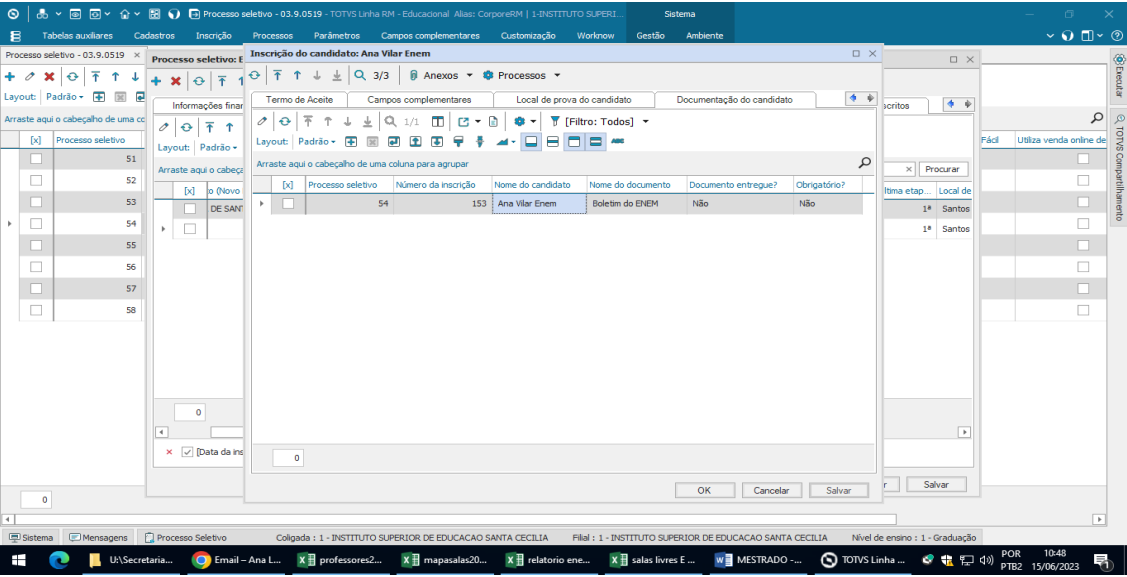 Processo seletivo - 03.9.0519 - TOTVS Linha RM - Educacional Alias: CorporeRM | 1-INSTITUTO SUPERI...
Sistema
Tabelas auxiliares Cadastros Inscrição Processos Parâmetros Campos complementares Customização Worknow Gestão Ambiente
Processo seletivo - 03.9.0519
Layout: Padrão
Arraste aqui o cabeçalho de uma co
[x] Processo seletivo
51
52
53
54
55
56
57
58
0
Processo seletivo: E
Informações finar
Layout: Padrão
Arraste aqui o cabeça
[x] o (Novo
DE SAN
0
[Data da ins
Inscrição do candidato: Ana Vilar Enem
3/3 Anexos Processos
Termo de Aceite Campos complementares Local de prova do candidato Documentação do candidato
1/1 [Filtro: Todos]
Layout: Padrão ABC
Arraste aqui o cabeçalho de uma coluna para agrupar
[x] Processo seletivo Número da inscrição Nome do candidato Nome do documento Documento entregue? Obrigatório?
54 153 Ana Vilar Enem Boletim do ENEM Não Não
0
OK Cancelar Salvar
scritos
Procurar
ltima etap... Local de
1ª Santos
1ª Santos
r Salvar
Fácil Utiliza venda online de
Executar
TOTVS Compartilhamento
Sistema Mensagens Processo Seletivo Coligada : 1 - INSTITUTO SUPERIOR DE EDUCACAO SANTA CECILIA Filial : 1 - INSTITUTO SUPERIOR DE EDUCACAO SANTA CECILIA Nível de ensino : 1 - Graduação
U:\Secretaria... Email – Ana L... professores2... mapasalas20... relatorio ene... salas livres E ... MESTRADO -... TOTVS Linha ... POR 10:48
PTB2 15/06/2023